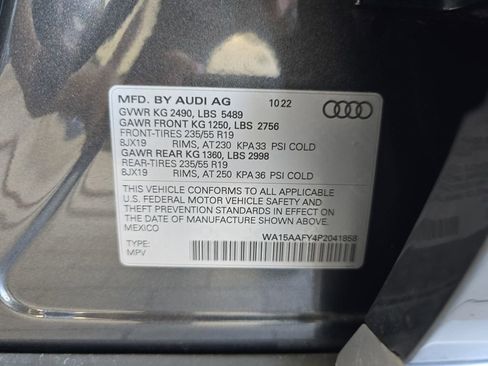 MFD. BY AUDI AG 10 22
GVWR KG 2490, LBS 5489
GAWR FRONT KG 1250, LBS 2756
FRONT-TIRES 235/55 R19
8JX19 RIMS, AT 230 KPA33 PSI COLD
GAWR REAR KG 1360, LBS 2998
REAR-TIRES 235/55 R19
8JX19 RIMS, AT 250 KPA 36 PSI COLD
THIS VEHICLE CONFORMS TO ALL APPLICABLE
U.S. FEDERAL MOTOR VEHICLE SAFETY AND
THEFT PREVENTION STANDARDS IN EFFECT ON
THE DATE OF MANUFACTURE SHOWN ABOVE.
MEXICO WA15AAFY4P2041858
TYPE:
MPV